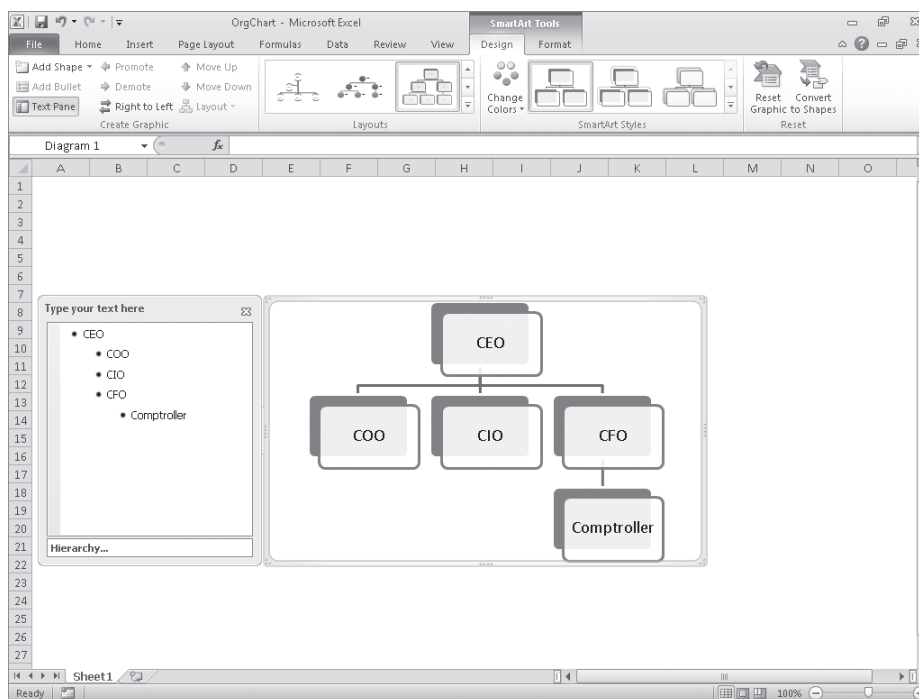 OrgChart - Microsoft Excel
SmartArt Tools
File Home Insert Page Layout Formulas Data Review View Design Format
Add Shape Promote Move Up
Add Bullet Demote Move Down
Text Pane Right to Left Layout
Create Graphic
Layouts
Change Colors
SmartArt Styles
Reset Graphic
Convert to Shapes
Reset
Diagram 1 fx
A B C D E F G H I J K L M N O
1
2
3
4
5
6
7
8
9
10
11
12
13
14
15
16
17
18
19
20
21
22
23
24
25
26
27
Type your text here
• CEO
• COO
• CIO
• CFO
• Comptroller
Hierarchy...
CEO
COO CIO CFO
Comptroller
Sheet1
Ready 100%